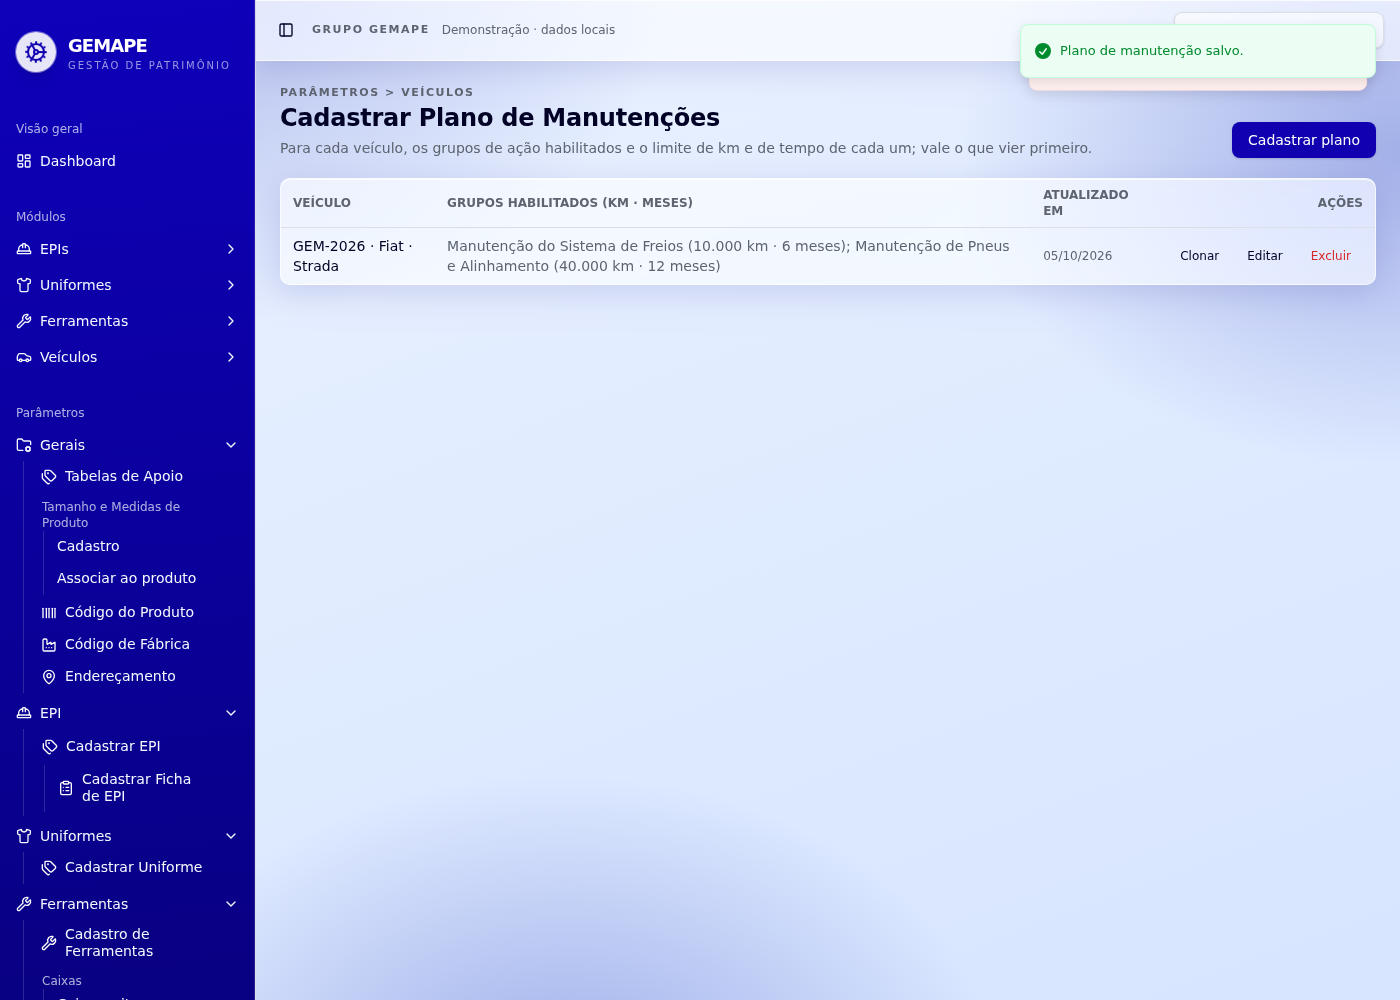 GEMAPE
GESTÃO DE PATRIMÔNIO
Visão geral
Dashboard
Módulos
EPIs
Uniformes
Ferramentas
Veículos
Parâmetros
Gerais
Tabelas de Apoio
Tamanho e Medidas de
Produto
Cadastro
Associar ao produto
Código do Produto
Código de Fábrica
Endereçamento
EPI
Cadastrar EPI
Cadastrar Ficha
de EPI
Uniformes
Cadastrar Uniforme
Ferramentas
Cadastro de
Ferramentas
Caixas
GRUPO GEMAPE
Demonstração · dados locais
Plano de manutenção salvo.
PARÂMETROS > VEÍCULOS
Cadastrar Plano de Manutenções
Para cada veículo, os grupos de ação habilitados e o limite de km e de tempo de cada um; vale o que vier primeiro.
Cadastrar plano
VEÍCULO
GRUPOS HABILITADOS (KM · MESES)
ATUALIZADO
EM
AÇÕES
GEM-2026 · Fiat ·
Strada
Manutenção do Sistema de Freios (10.000 km · 6 meses); Manutenção de Pneus
e Alinhamento (40.000 km · 12 meses)
05/10/2026
Clonar
Editar
Excluir